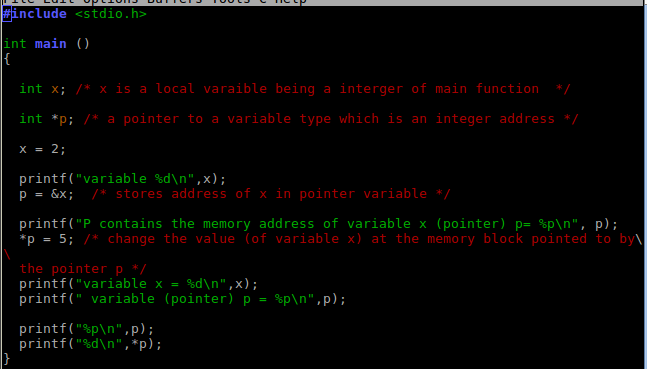 File Edit Options Buffers Tools C Help
#include <stdio.h>
int main ()
{
int x; /* x is a local varaible being a interger of main function */
int *p; /* a pointer to a variable type which is an integer address */
x = 2;
printf("variable %d\n",x);
p = &x; /* stores address of x in pointer variable */
printf("P contains the memory address of variable x (pointer) p= %p\n", p);
*p = 5; /* change the value (of variable x) at the memory block pointed to by\
\
the pointer p */
printf("variable x = %d\n",x);
printf(" variable (pointer) p = %p\n",p);
printf("%p\n",p);
printf("%d\n",*p);
}